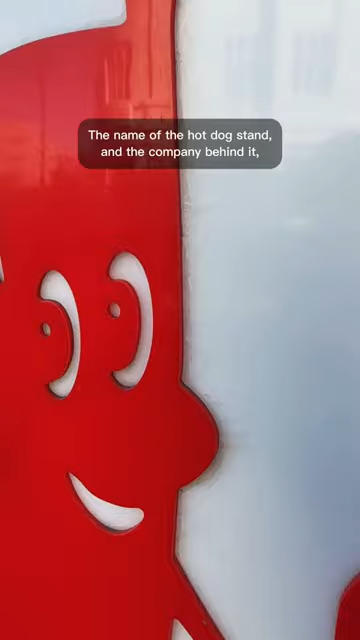 The name of the hot dog stand,
and the company behind it,